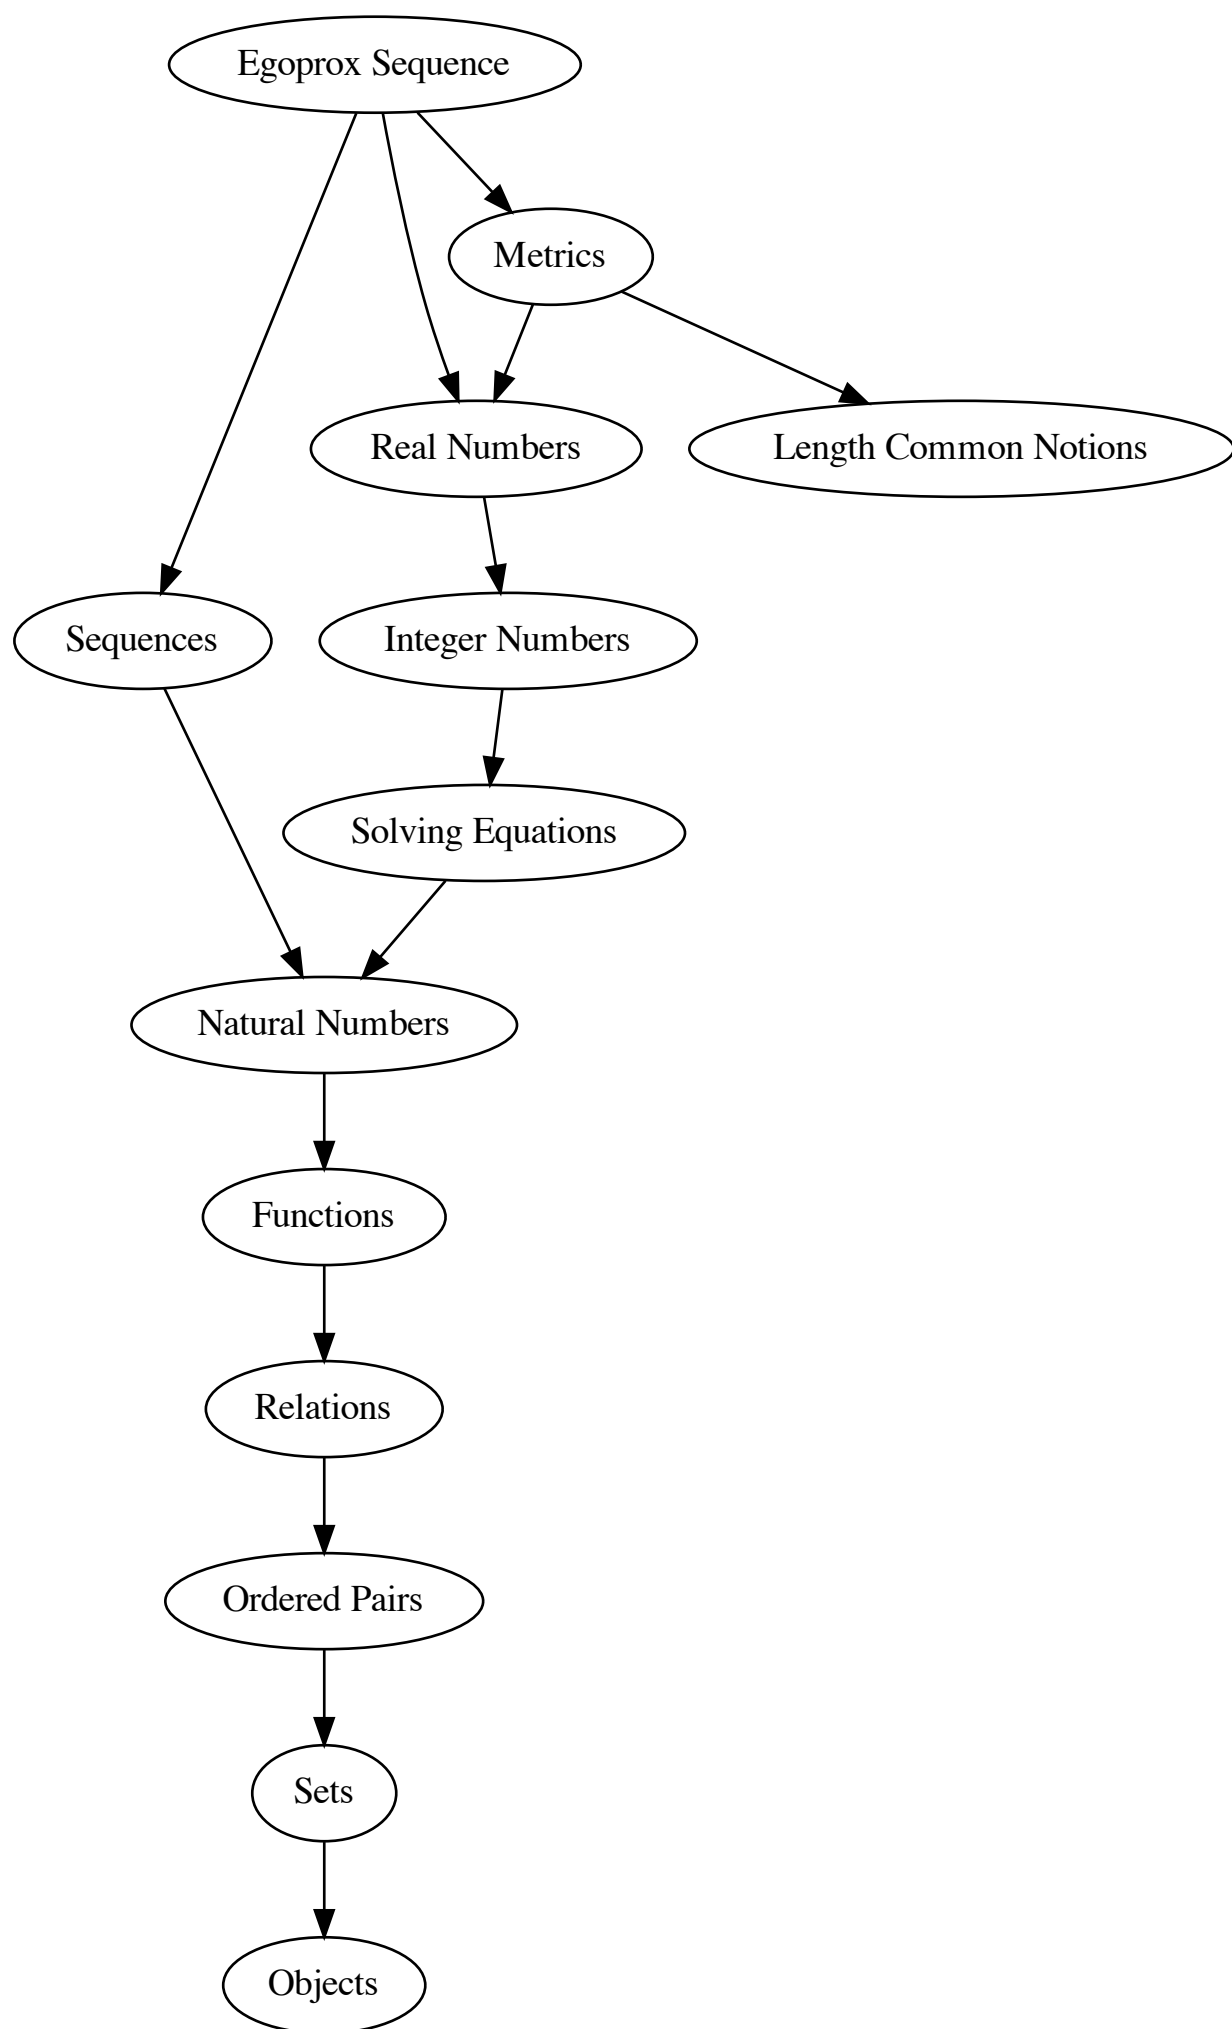 Egoprox Sequence
Metrics
Real Numbers
Length Common Notions
Sequences
Integer Numbers
Solving Equations
Natural Numbers
Functions
Relations
Ordered Pairs
Sets
Objects